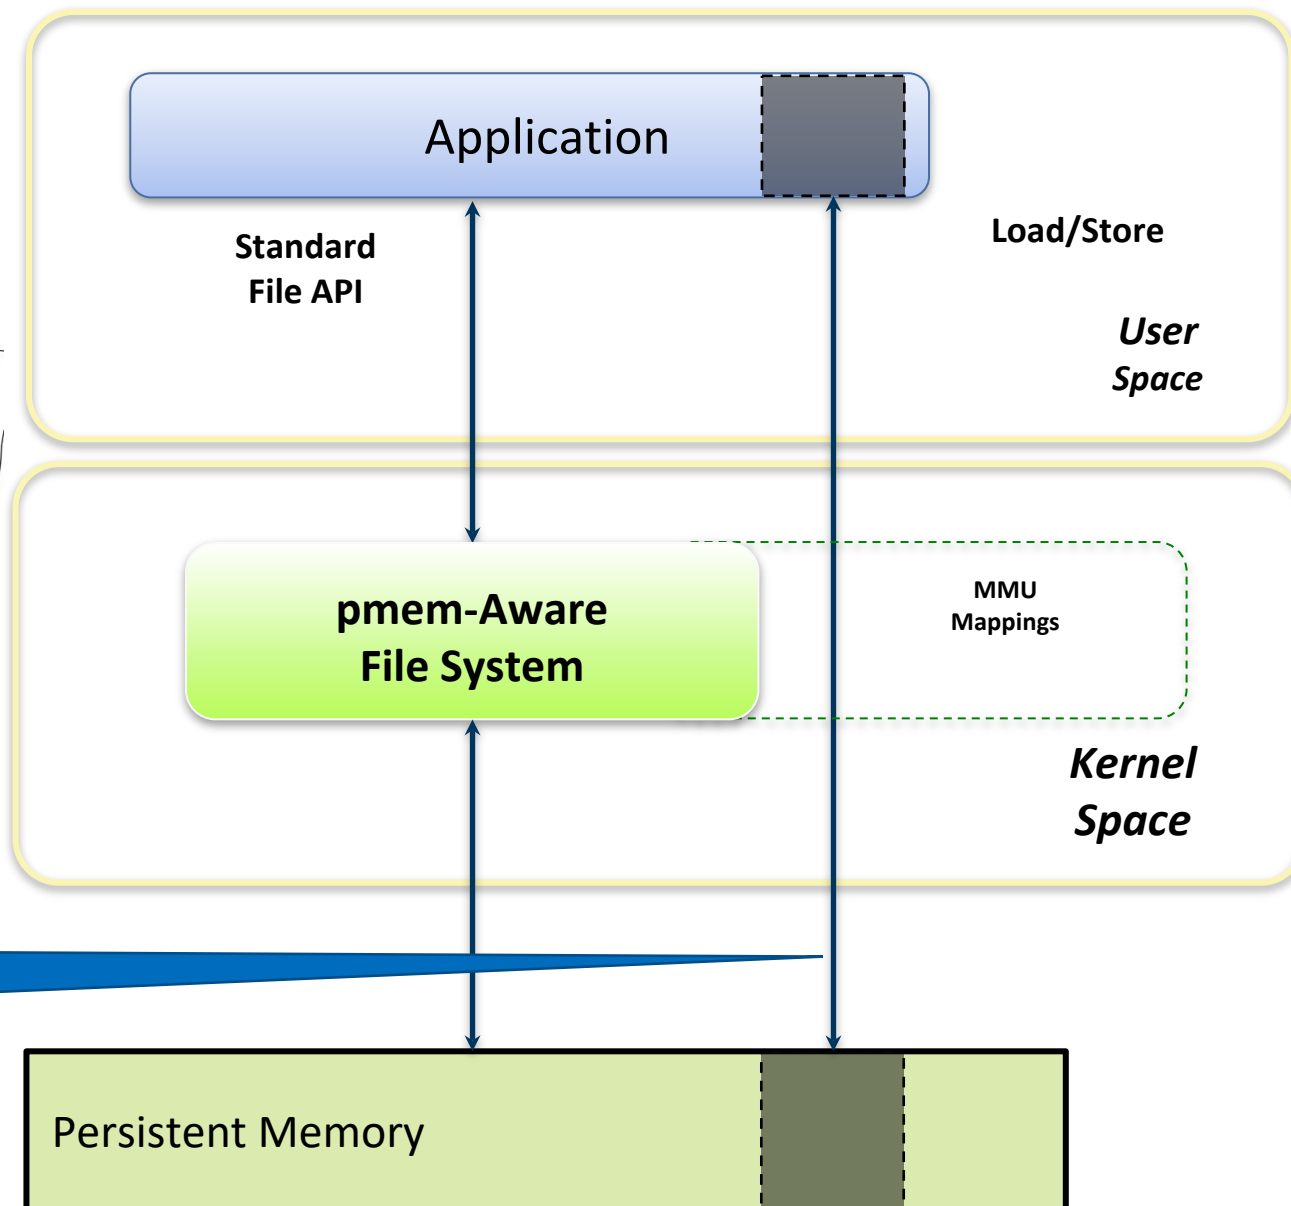 Application
Standard
File API
Load/Store
User
Space
pmem-Aware
File System
MMU
Mappings
Kernel
Space
Persistent Memory